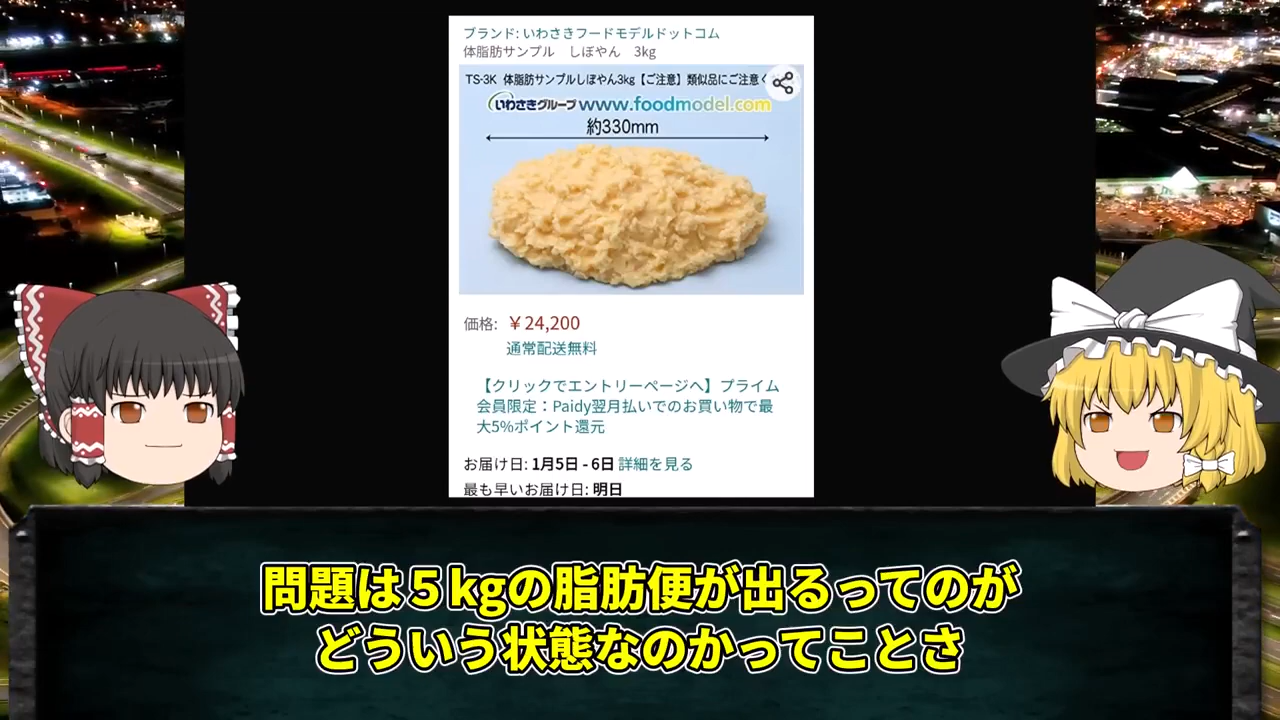 ブランド: いわさきフードモデルドットコム
体脂肪サンプル しぼやん 3kg
TS-3K 体脂肪サンプルしぼやん3kg【ご注意】類似品にご注意く
いわさきグループ www.foodmodel.com
約330mm
価格: ￥24,200
通常配送無料
【クリックでエントリーページへ】プライム
会員限定：Paidy翌月払いでのお買い物で最
大5%ポイント還元
お届け日: 1月5日 - 6日 詳細を見る
最も早いお届け日: 明日
問題は５kgの脂肪便が出るってのが
どういう状態なのかってことさ